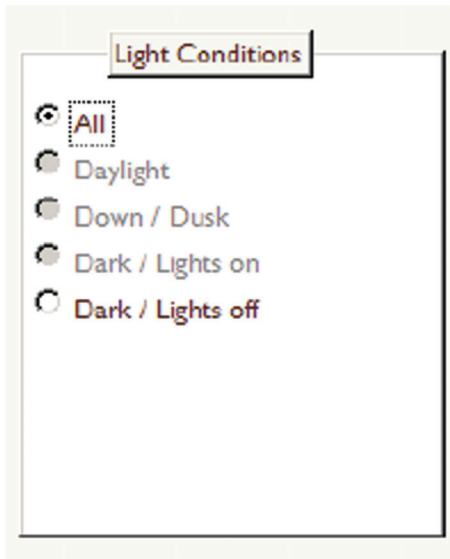 Light Conditions
All
Daylight
Down / Dusk
Dark / Lights on
Dark / Lights off